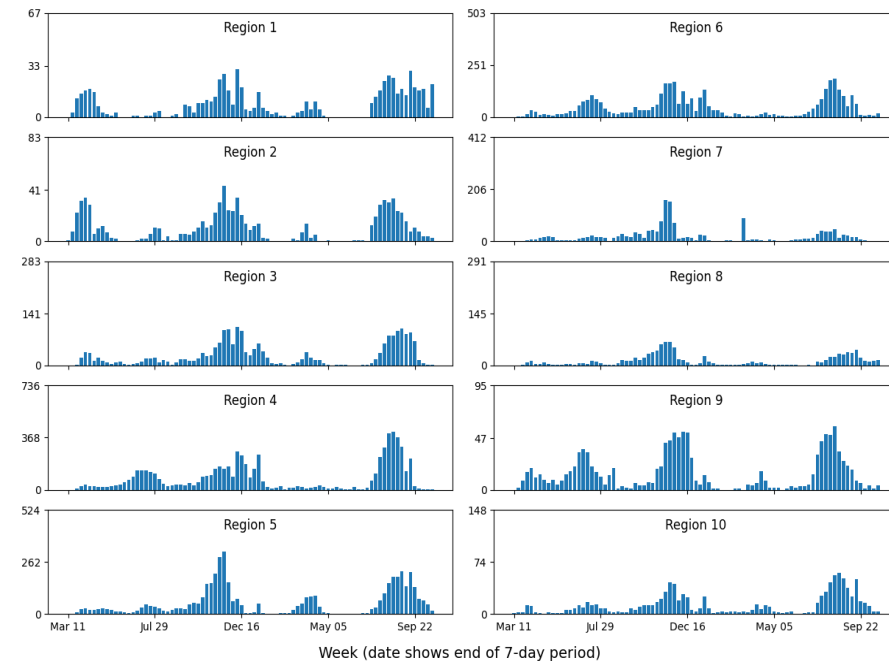 67
33
0
Region 1
503
251
0
Region 6
83
41
0
Region 2
412
206
0
Region 7
283
141
0
Region 3
291
145
0
Region 8
736
368
0
Region 4
95
47
0
Region 9
524
262
0
Region 5
148
74
0
Region 10
Mar 11 Jul 29 Dec 16 May 05 Sep 22
Mar 11 Jul 29 Dec 16 May 05 Sep 22
Week (date shows end of 7-day period)